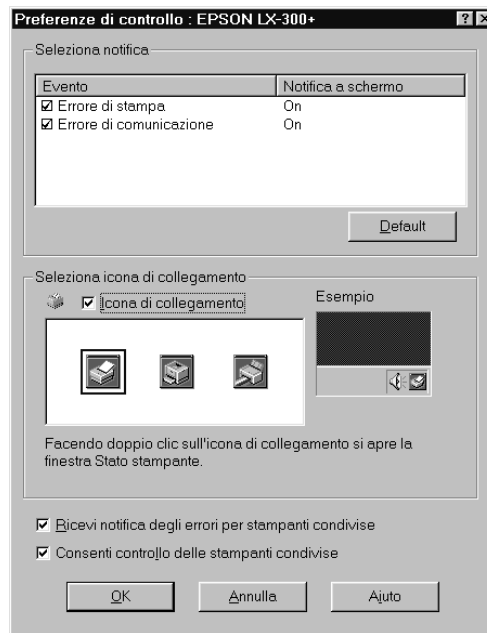 Preferenze di controllo : EPSON LX-300+
Seleziona notifica
Evento Notifica a schermo
Errore di stampa On
Errore di comunicazione On
Default
Seleziona icona di collegamento
Icona di collegamento
Esempio
Facendo doppio clic sull'icona di collegamento si apre la
finestra Stato stampante.
Ricevi notifica degli errori per stampanti condivise
Consenti controllo delle stampanti condivise
OK Annulla Aiuto